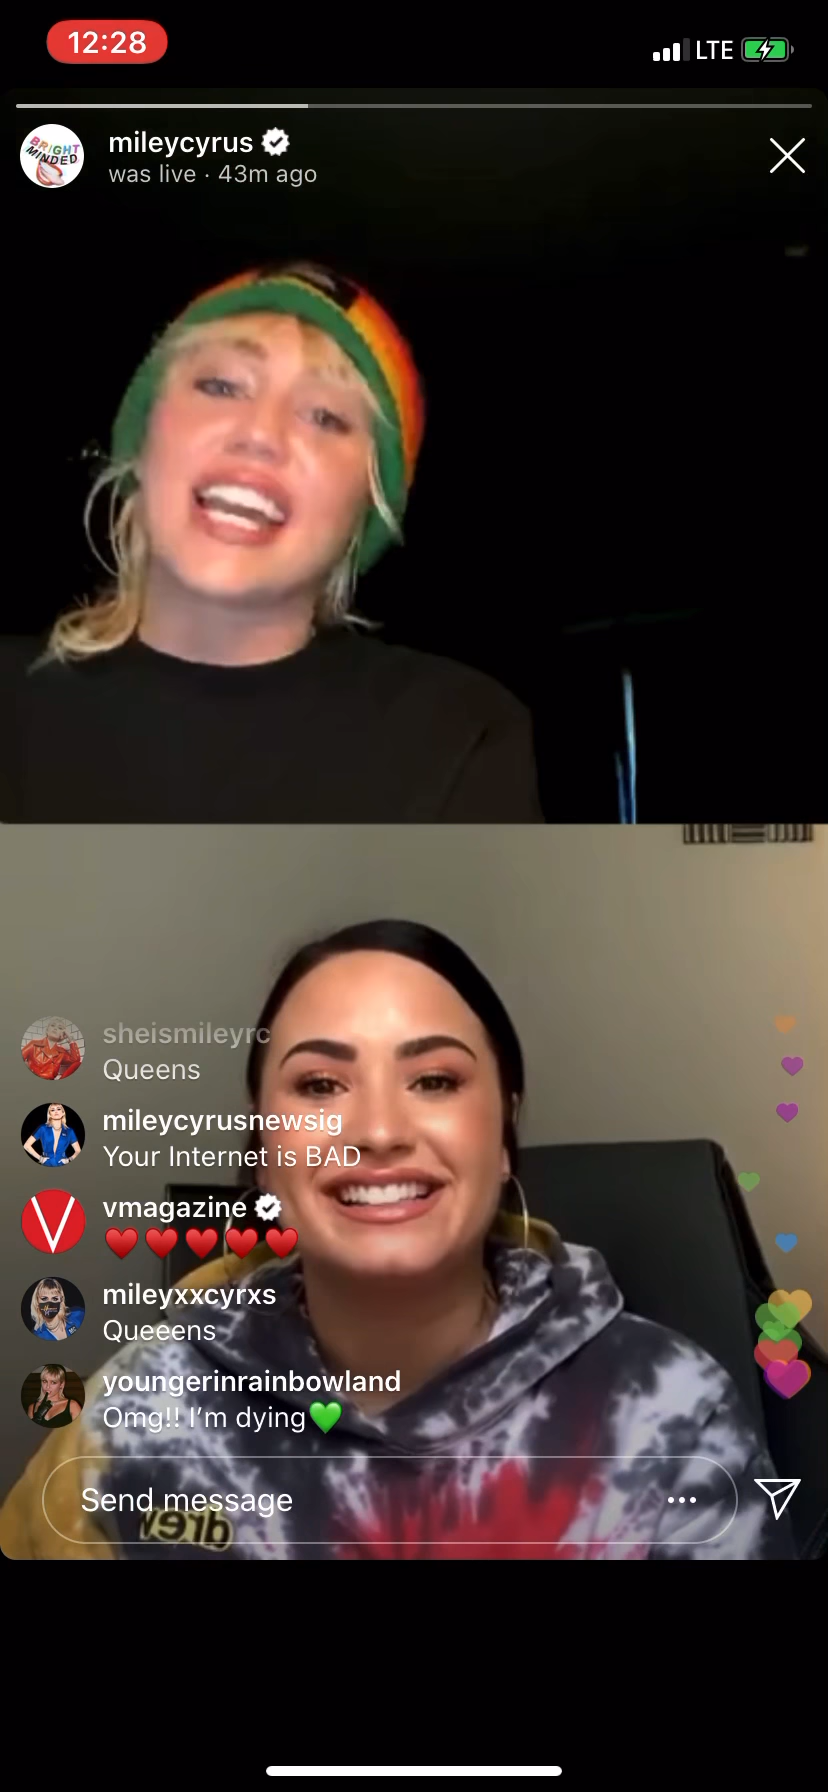 12:28
LTE
BRIGHT
MINDED
mileycyrus
was live · 43m ago
sheismileyrc
Queens
mileycyrusnewsig
Your Internet is BAD
vmagazine
V
❤️❤️❤️❤️❤️
mileyxxcyrxs
Queeens
youngerinrainbowland
Omg!! I’m dying💚
Send message
drew